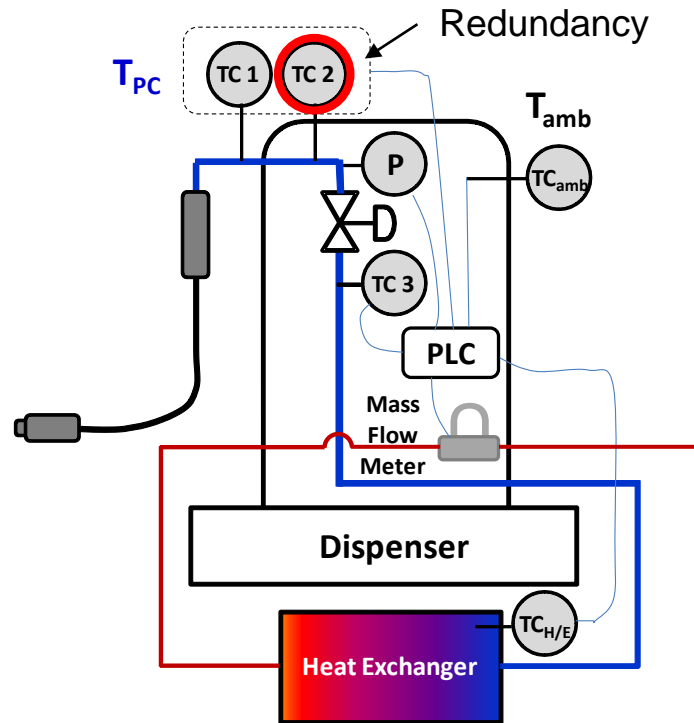 Redundancy
T_PC
TC 1
TC 2
T_amb
P
TC_amb
TC 3
PLC
Mass
Flow
Meter
Dispenser
TC_H/E
Heat Exchanger